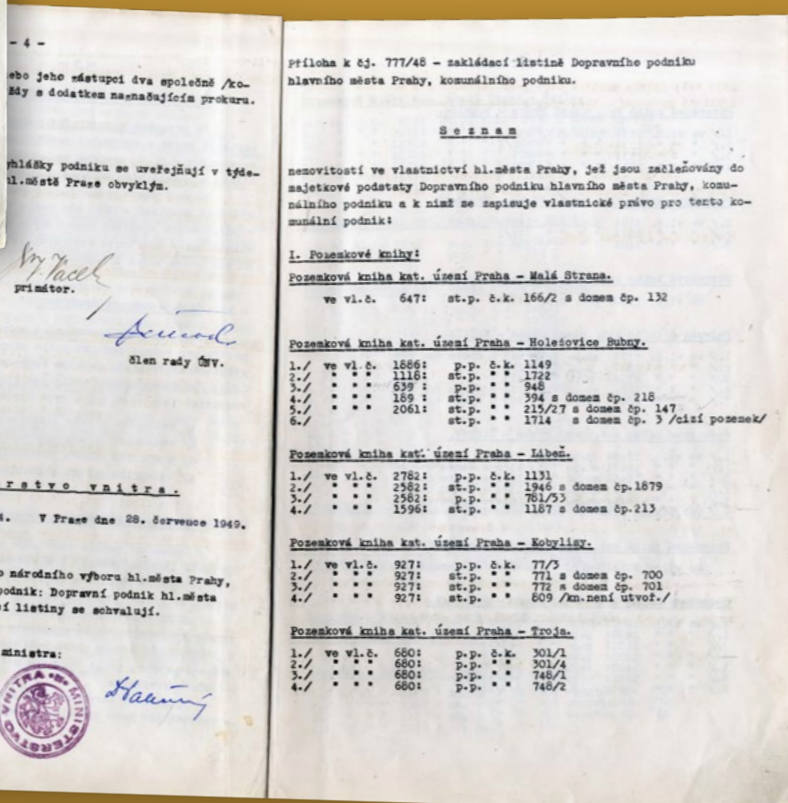 - 4 -
ebo jeho zástupci dva společně /ko-
ždy s dodatkem naznačujícím prokuru.
yhlášky podniku se uveřejňují v týde-
hl.městě Praze obvyklým.
primátor.
člen rady ÚNV.
rstvo vnitra.
V Praze dne 28. července 1949.
o národního výboru hl.města Prahy,
podnik: Dopravní podnik hl.města
cí listiny se schvalují.
ministra:
MINISTERSTVO VNITRA
Příloha k čj. 777/48 - zakládací listině Dopravního podniku
hlavního města Prahy, komunálního podniku.
Seznam
nemovitostí ve vlastnictví hl.města Prahy, jež jsou začleňovány do
majetkové podstaty Dopravního podniku hlavního města Prahy, komu-
nálního podniku a k nimž se zapisuje vlastnické právo pro tento ko-
munální podnik:
I. Pozemkové knihy:
Pozemková kniha kat. území Praha - Malá Strana.
ve vl.č. 647: st.p. č.k. 166/2 s domem čp. 132
Pozemková kniha kat. území Praha - Holešovice Bubny.
1./ ve vl.č. 1886: p.p. č.k. 1149
2./ " " " 1118: st.p. " " 1722
3./ " " " 639 : p.p. " " 948
4./ " " " 189 : st.p. " " 394 s domem čp. 218
5./ " " " 2061: st.p. " " 215/27 s domem čp. 147
6./ st.p. " " 1714 s domem čp. 3 /cizí pozemek/
Pozemková kniha kat. území Praha - Libeň.
1./ ve vl.č. 2782: p.p. č.k. 1131
2./ " " " 2582: st.p. " " 1946 s domem čp.1879
3./ " " " 2582: p.p. " " 781/53
4./ " " " 1596: st.p. " " 1187 s domem čp.213
Pozemková kniha kat. území Praha - Kobylisy.
1./ ve vl.č. 927: p.p. č.k. 77/3
2./ " " " 927: st.p. " " 771 s domem čp. 700
3./ " " " 927: st.p. " " 772 s domem čp. 701
4./ " " " 927: st.p. " " 809 /kn.není utvoř./
Pozemková kniha kat. území Praha - Troja.
1./ ve vl.č. 680: p.p. č.k. 301/1
2./ " " " 680: p.p. " " 301/4
3./ " " " 680: p.p. " " 748/1
4./ " " " 680: p.p. " " 748/2